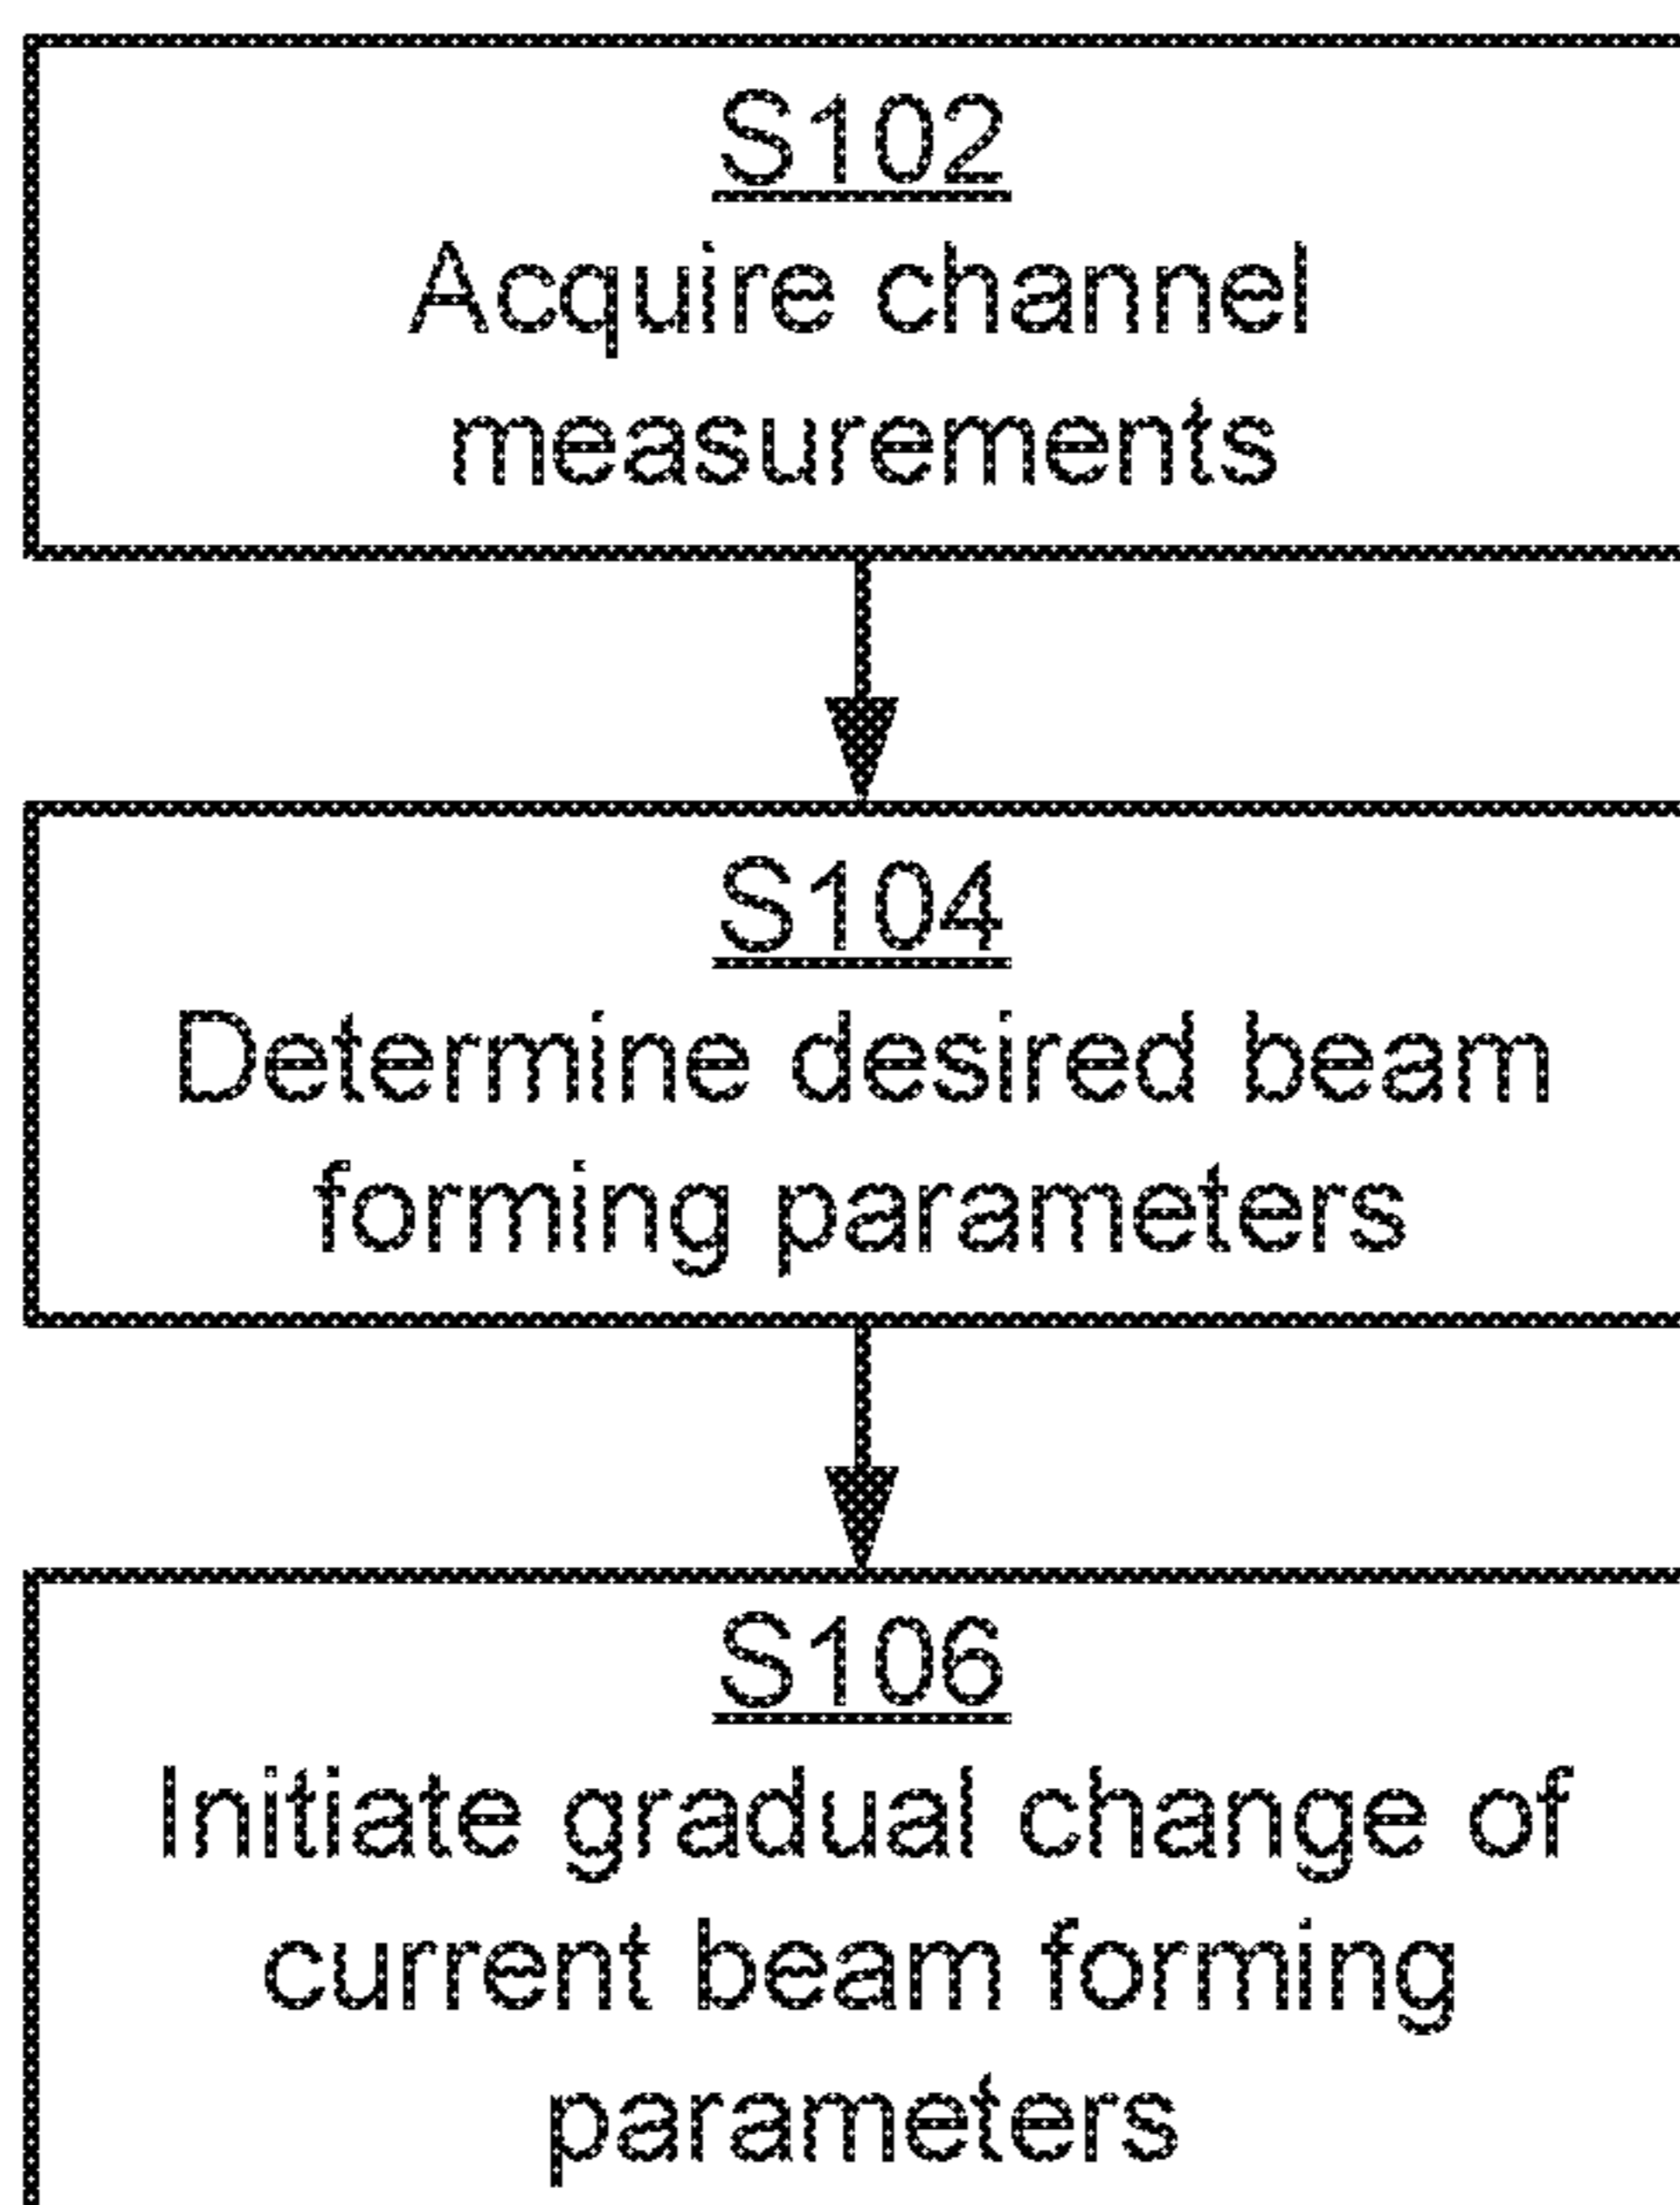 S102
Acquire channel
measurements
S104
Determine desired beam
forming parameters
S106
Initiate gradual change of
current beam forming
parameters